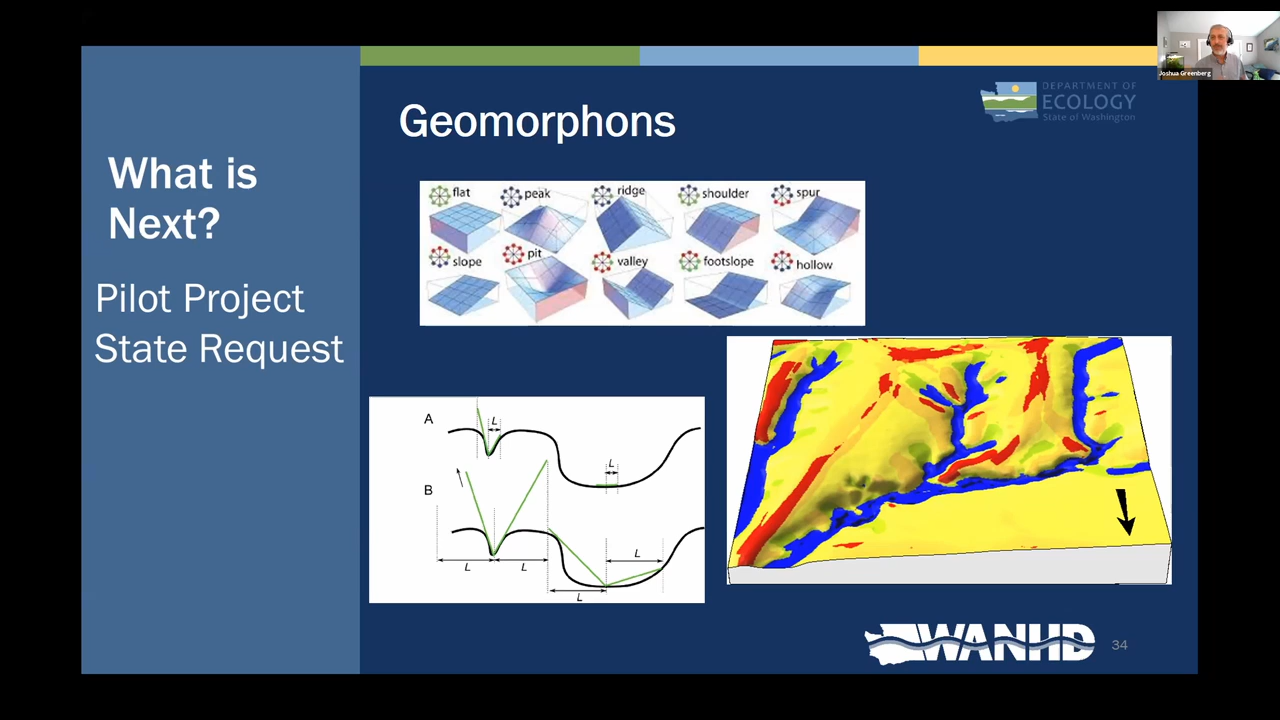 Joshua Greenberg
DEPARTMENT OF
ECOLOGY
State of Washington
What is
Next?
Pilot Project
State Request
Geomorphons
flat peak ridge shoulder spur
slope pit valley footslope hollow
A
L
L
B
L
L
L
L
WANHD
34